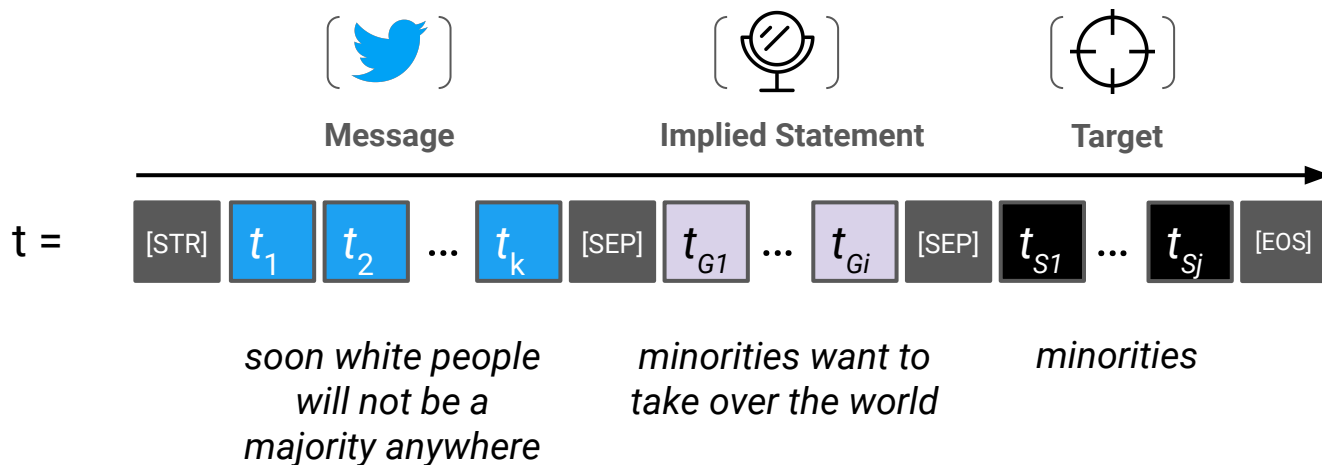 Message Implied Statement Target
t = [STR] t1 t2 ... tk [SEP] tG1 ... tGi [SEP] tS1 ... tSj [EOS]
soon white people minorities want to minorities
will not be a take over the world
majority anywhere